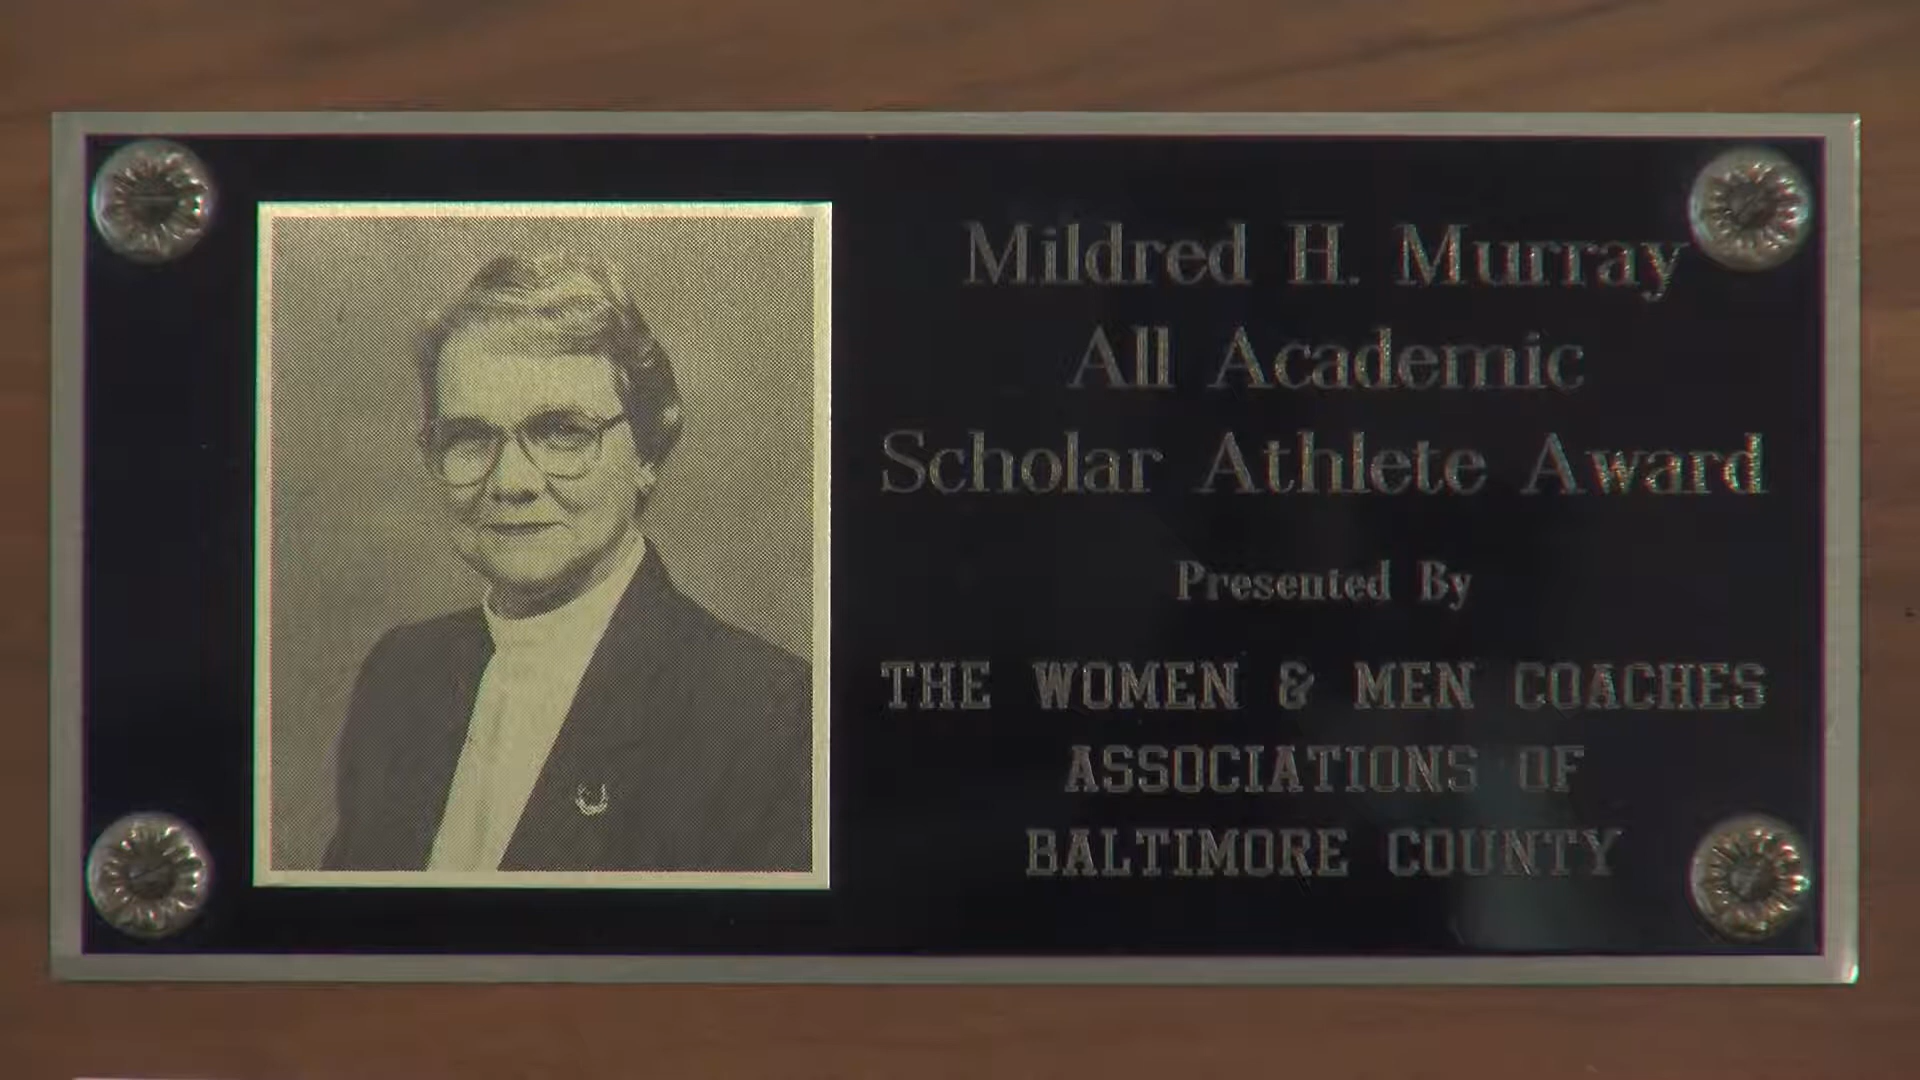 Mildred H. Murray
All Academic
Scholar Athlete Award
Presented By
THE WOMEN & MEN COACHES
ASSOCIATIONS OF
BALTIMORE COUNTY